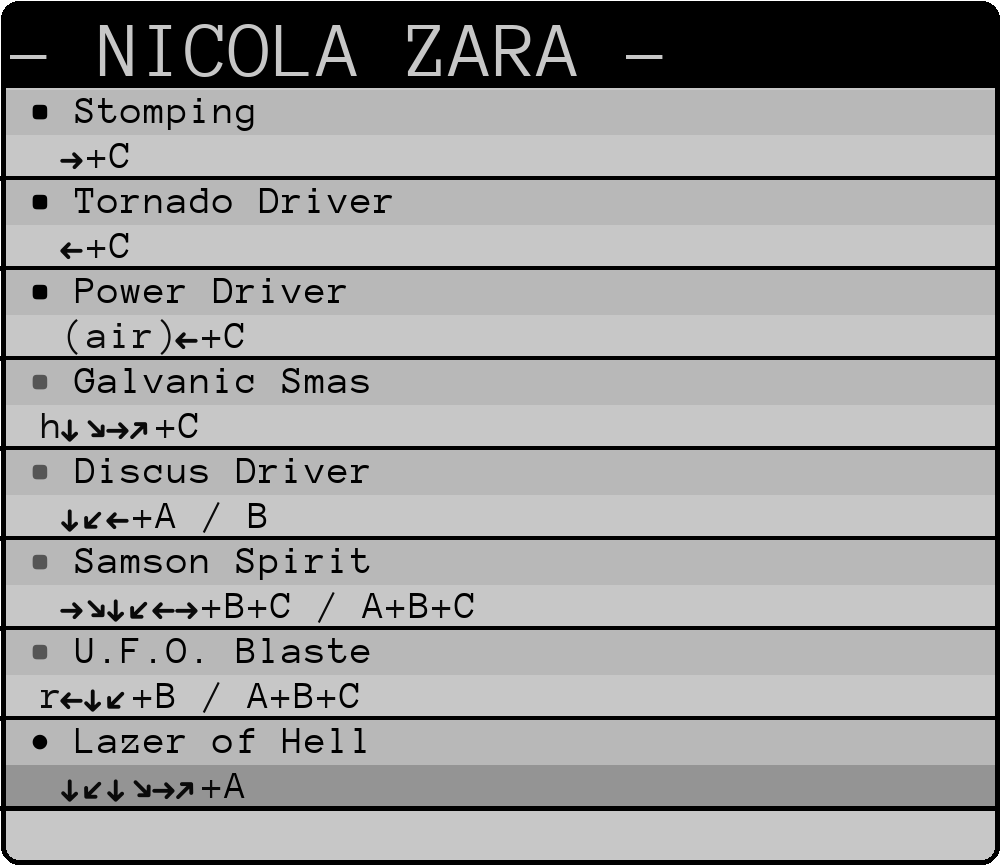 — NICOLA ZARA —
▪ Stomping
→+C
▪ Tornado Driver
←+C
▪ Power Driver
(air)←+C
▪ Galvanic Smas
h↓↘→↗+C
▪ Discus Driver
↓↙←+A / B
▪ Samson Spirit
→↘↓↙←→+B+C / A+B+C
▪ U.F.O. Blaste
r←↓↙+B / A+B+C
● Lazer of Hell
↓↙↓↘→↗+A